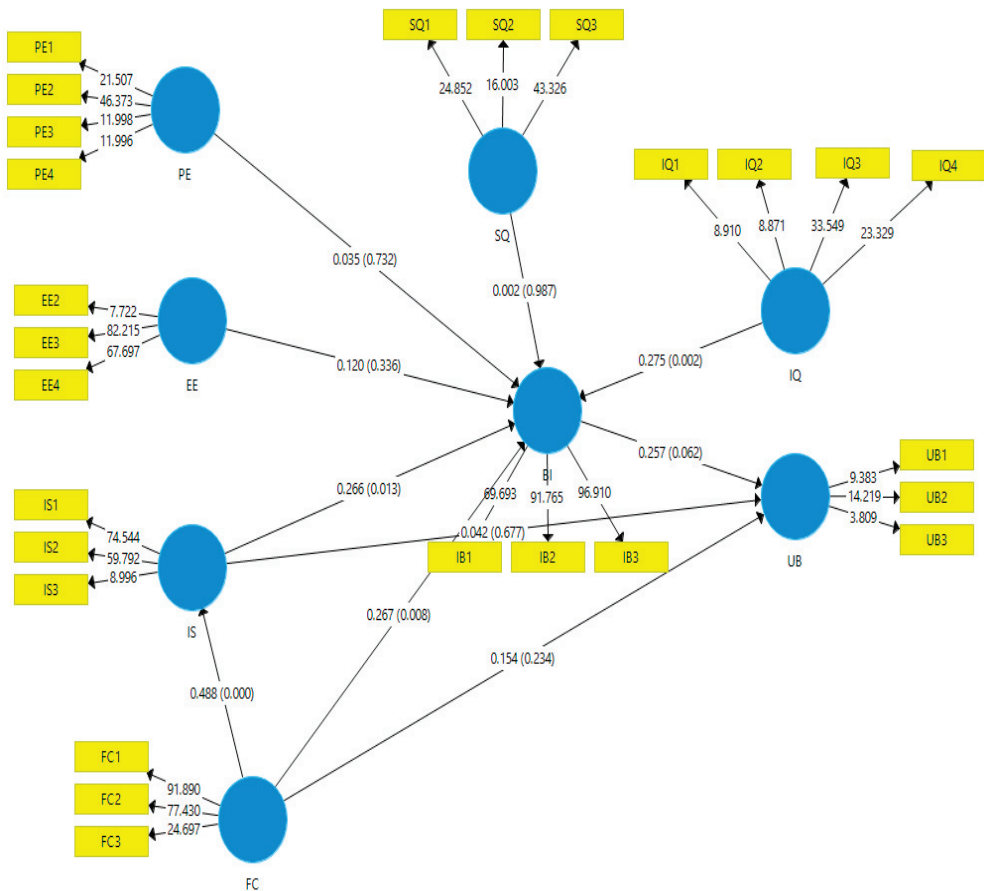 SQ1
SQ2
SQ3
PE1
PE2
PE3
PE4
21.507
46.373
11.998
11.996
PE
24.852
16.003
43.326
SQ
IQ1
IQ2
IQ3
IQ4
8.910
8.871
33.549
23.329
IQ
0.035 (0.732)
0.002 (0.987)
EE2
EE3
EE4
7.722
82.215
67.697
EE
0.120 (0.336)
0.275 (0.002)
BI
0.257 (0.062)
UB1
UB2
UB3
9.383
14.219
3.809
UB
IS1
IS2
IS3
74.544
59.792
8.996
IS
0.266 (0.013)
69.693
91.765
96.910
0.042 (0.677)
IB1
IB2
IB3
0.267 (0.008)
0.154 (0.234)
0.488 (0.000)
FC1
FC2
FC3
91.890
77.430
24.697
FC